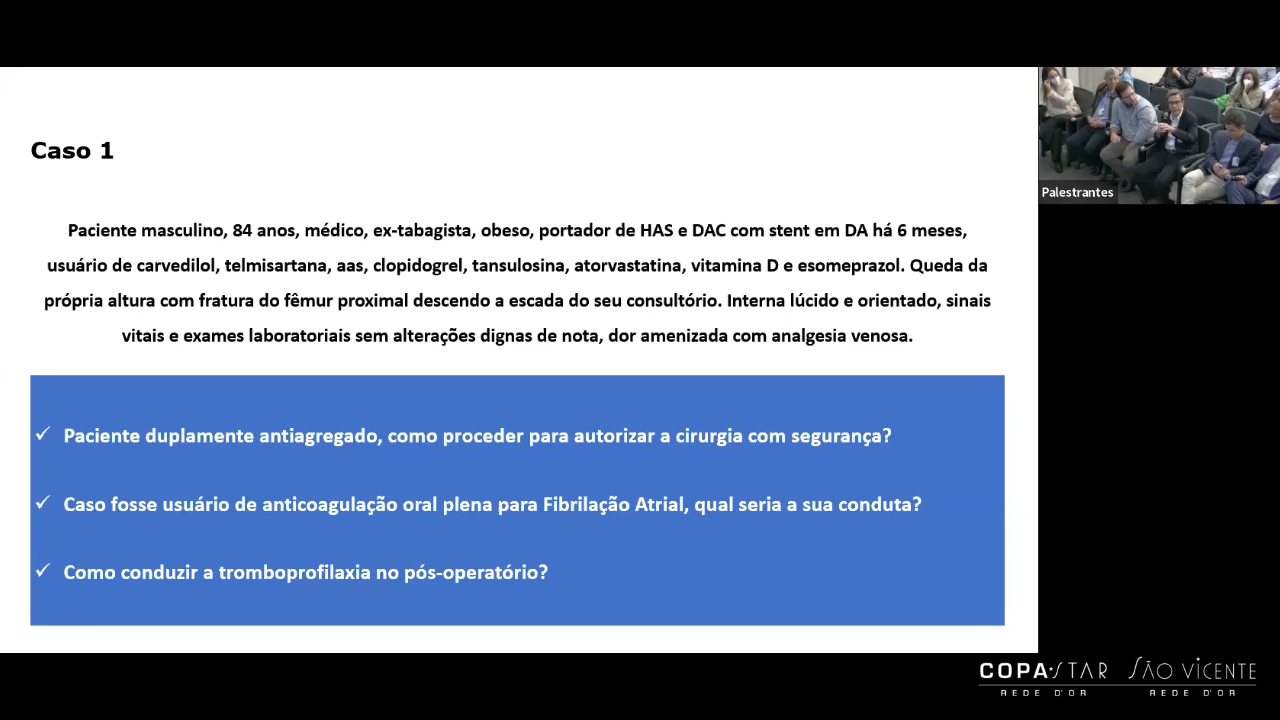 Caso 1
Paciente masculino, 84 anos, médico, ex-tabagista, obeso, portador de HAS e DAC com stent em DA há 6 meses,
usuário de carvedilol, telmisartana, aas, clopidogrel, tansulosina, atorvastatina, vitamina D e esomeprazol. Queda da
própria altura com fratura do fêmur proximal descendo a escada do seu consultório. Interna lúcido e orientado, sinais
vitais e exames laboratoriais sem alterações dignas de nota, dor amenizada com analgesia venosa.
✓ Paciente duplamente antiagregado, como proceder para autorizar a cirurgia com segurança?
✓ Caso fosse usuário de anticoagulação oral plena para Fibrilação Atrial, qual seria a sua conduta?
✓ Como conduzir a tromboprofilaxia no pós-operatório?
Palestrantes
COPA STAR SÃO VICENTE
REDE D'OR REDE D'OR